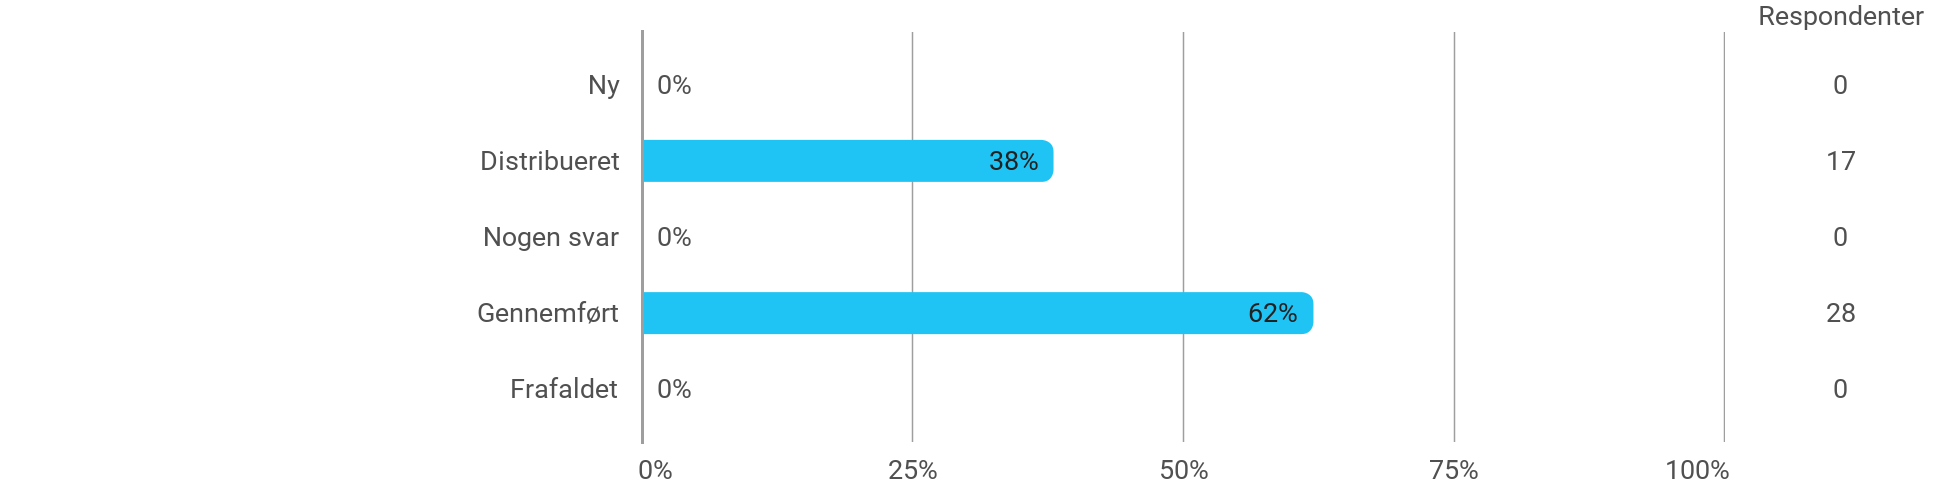 Respondenter
Ny 0% 0
Distribueret 38% 17
Nogen svar 0% 0
Gennemført 62% 28
Frafaldet 0% 0
0% 25% 50% 75% 100%